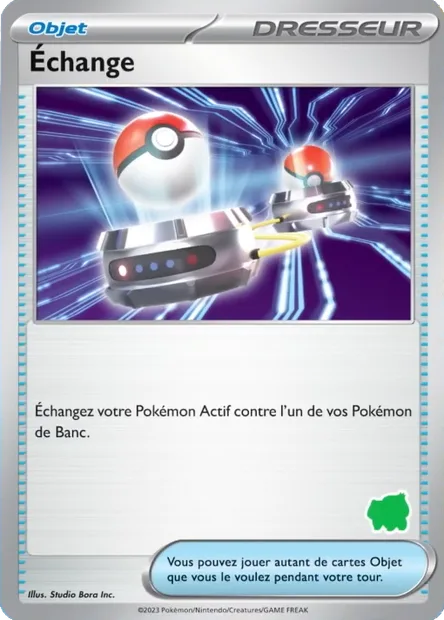 Objet
DRESSEUR
Échange
Échangez votre Pokémon Actif contre l'un de vos Pokémon
de Banc.
Vous pouvez jouer autant de cartes Objet
que vous le voulez pendant votre tour.
Illus. Studio Bora Inc.
©2023 Pokémon/Nintendo/Creatures/GAME FREAK